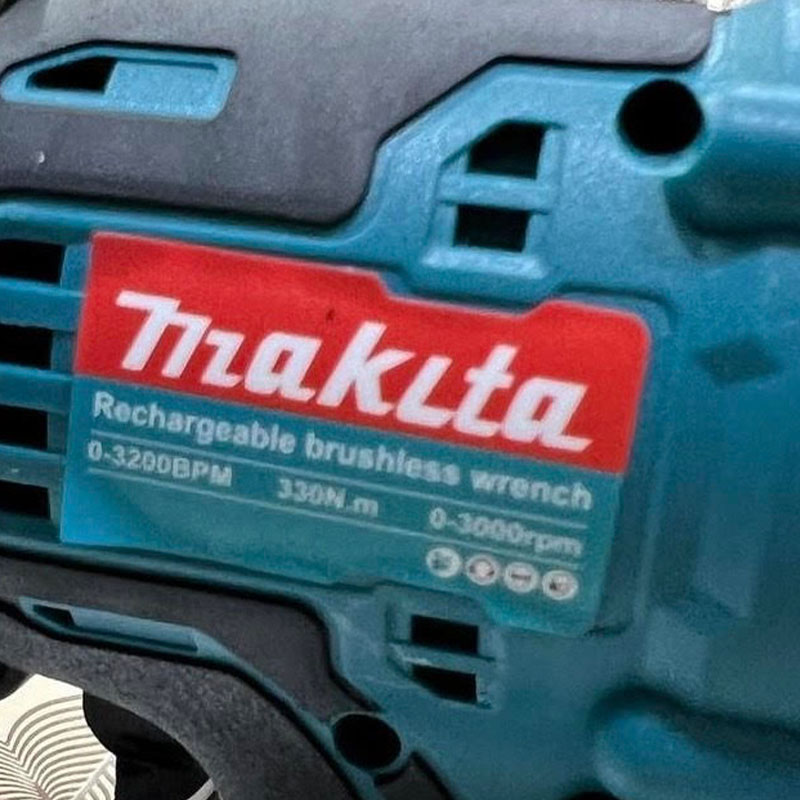 makita
Rechargeable brushless wrench
0-3200BPM 330N.m 0-3000rpm